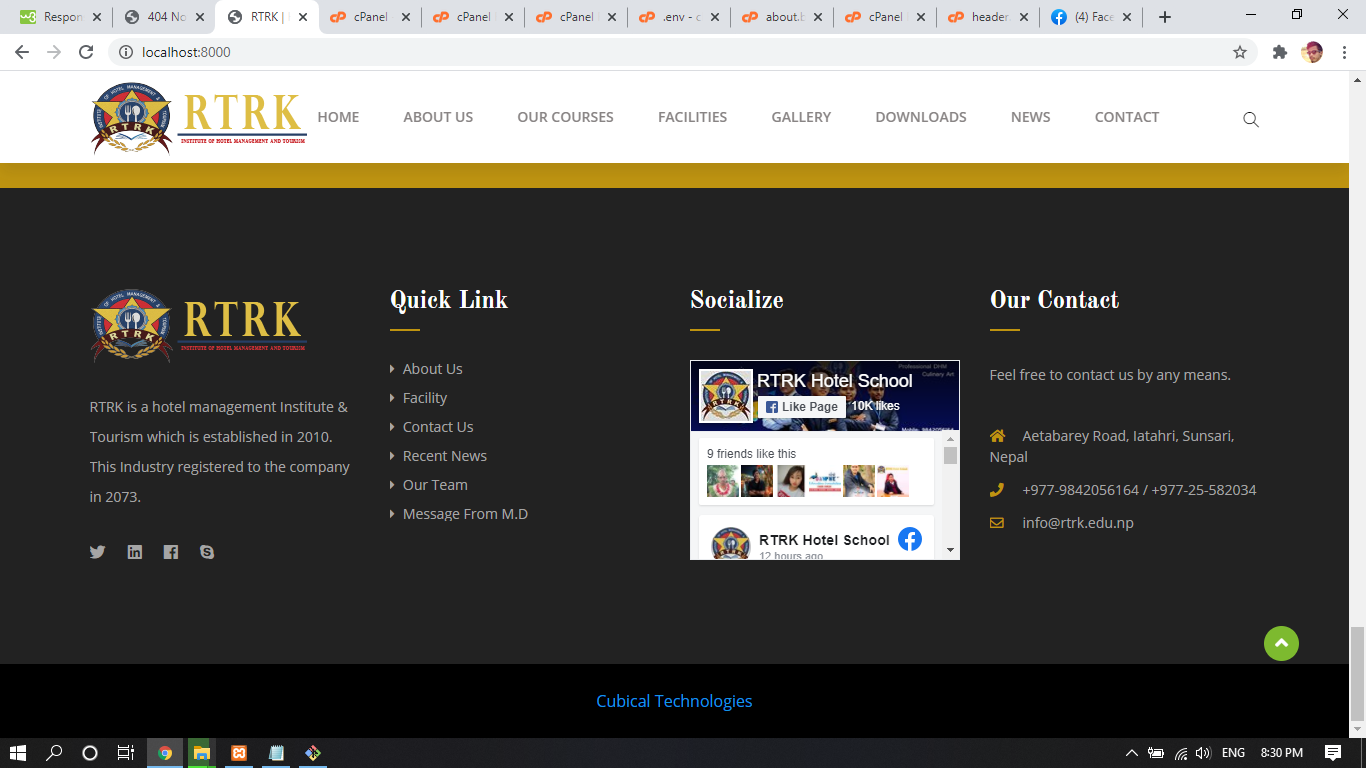 Respon
404 No
RTRK |
cPanel
cPanel
cPanel
.env - c
about.b
cPanel
header.
(4) Face
localhost:8000
RTRK
INSTITUTE OF HOTEL MANAGEMENT AND TOURISM
HOME
ABOUT US
OUR COURSES
FACILITIES
GALLERY
DOWNLOADS
NEWS
CONTACT
RTRK
INSTITUTE OF HOTEL MANAGEMENT AND TOURISM
RTRK is a hotel management Institute &
Tourism which is established in 2010.
This Industry registered to the company
in 2073.
Quick Link
About Us
Facility
Contact Us
Recent News
Our Team
Message From M.D
Socialize
Professional DHM
Culinary Art
RTRK Hotel School
Like Page
10K likes
9 friends like this
RTRK Hotel School
12 hours ago
Our Contact
Feel free to contact us by any means.
Aetabarey Road, Iatahri, Sunsari,
Nepal
+977-9842056164 / +977-25-582034
info@rtrk.edu.np
Cubical Technologies
ENG
8:30 PM